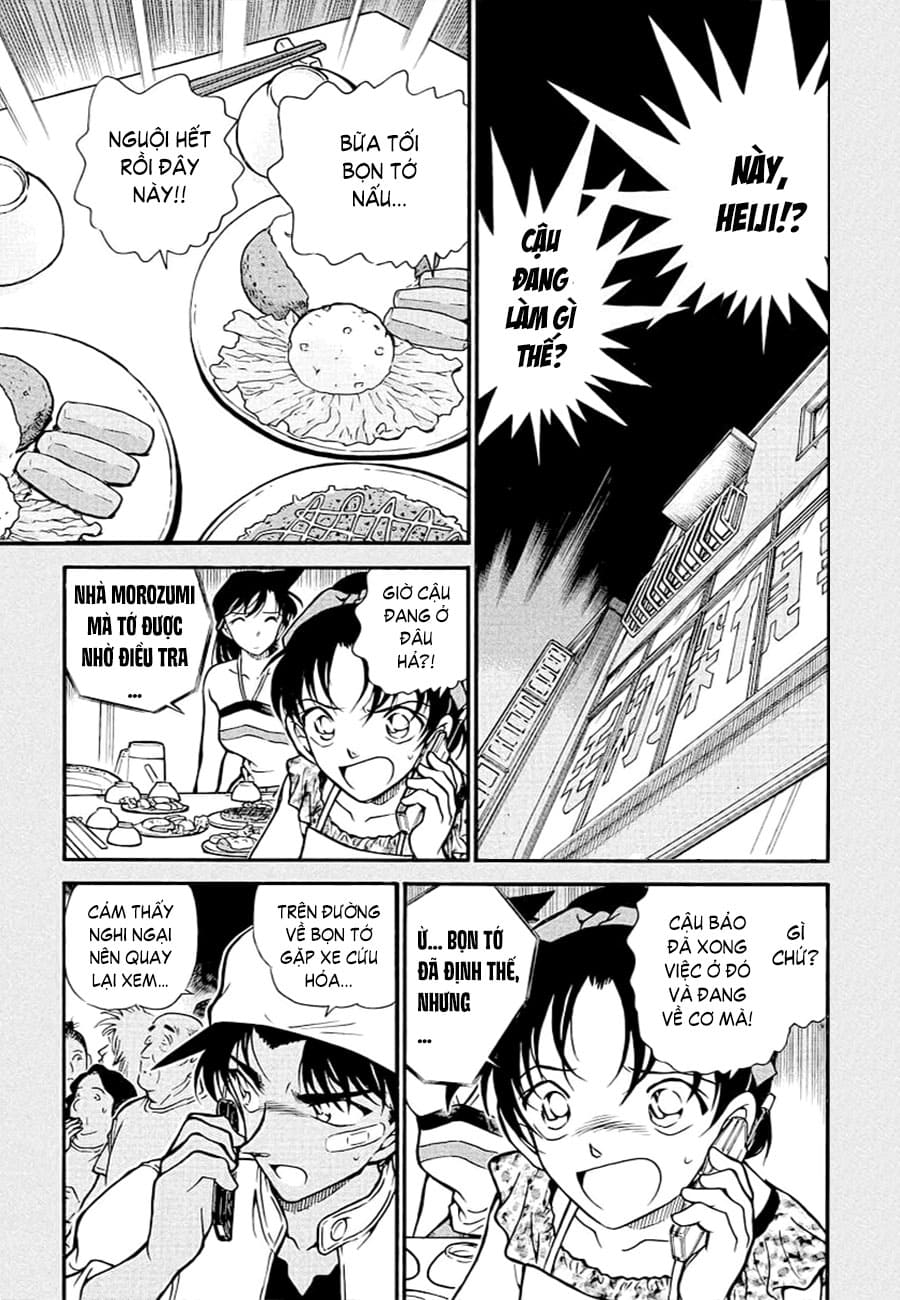 NÀY,
HEIJI!?
CẬU
ĐANG
LÀM GÌ
THẾ?
BỮA TỐI
BỌN TỚ
NẤU...
NGUỘI HẾT
RỒI ĐÂY
NÀY!!
GIỜ CẬU
ĐANG Ở
ĐÂU
HẢ?!
NHÀ MOROZUMI
MÀ TỚ ĐƯỢC
NHỜ ĐIỀU TRA
...
GÌ
CHỨ?
CẬU BẢO
ĐÃ XONG
VIỆC Ở ĐÓ
VÀ ĐANG
VỀ CƠ MÀ!
Ừ... BỌN TỚ
ĐÃ ĐỊNH THẾ,
NHƯNG
...
TRÊN ĐƯỜNG
VỀ BỌN TỚ
GẶP XE CỨU
HỎA...
CẢM THẤY
NGHI NGẠI
NÊN QUAY
LẠI XEM...